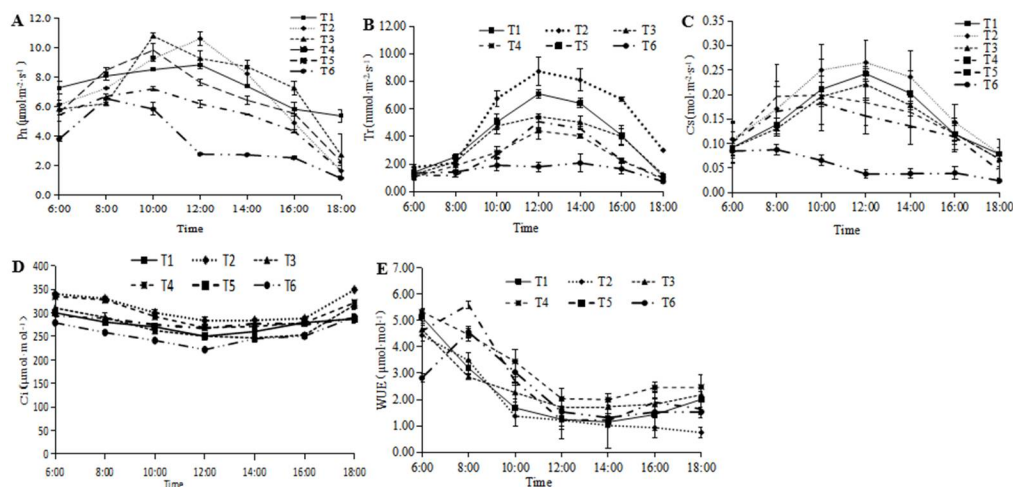 A
Pn (μmol·m⁻²·s⁻¹)
12.0
10.0
8.0
6.0
4.0
2.0
0.0
6:00 8:00 10:00 12:00 14:00 16:00 18:00
Time
T1
T2
T3
T4
T5
T6
B
Tr (mmol·m⁻²·s⁻¹)
12.00
10.00
8.00
6.00
4.00
2.00
0.00
T1 T2 T3
T4 T5 T6
6:00 8:00 10:00 12:00 14:00 16:00 18:00
Time
C
Cs (mol·m⁻²·s⁻¹)
0.35
0.30
0.25
0.20
0.15
0.10
0.05
0.00
T1
T2
T3
T4
T5
T6
6:00 8:00 10:00 12:00 14:00 16:00 18:00
Time
D
Ci (μmol·mol⁻¹)
400
350
300
250
200
150
100
50
0
T1 T2 T3
T4 T5 T6
6:00 8:00 10:00 12:00 14:00 16:00 18:00
Time
E
WUE (μmol·mmol⁻¹)
7.00
6.00
5.00
4.00
3.00
2.00
1.00
0.00
T1 T2 T3
T4 T5 T6
6:00 8:00 10:00 12:00 14:00 16:00 18:00
Time